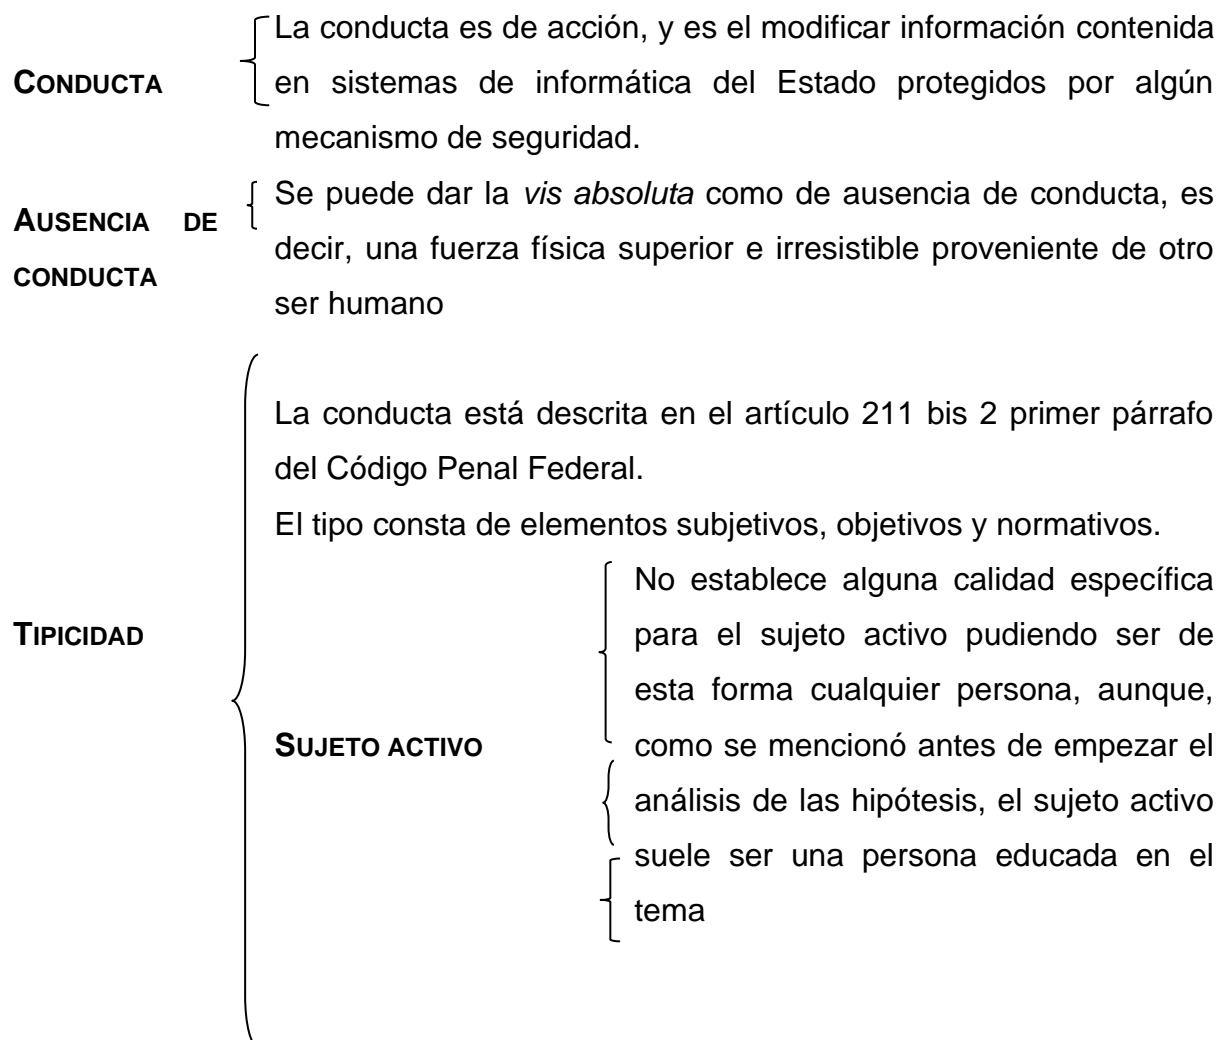 La conducta es de acción, y es el modificar información contenida
CONDUCTA en sistemas de informática del Estado protegidos por algún
mecanismo de seguridad.
Se puede dar la vis absoluta como de ausencia de conducta, es
AUSENCIA DE
decir, una fuerza física superior e irresistible proveniente de otro
CONDUCTA
ser humano
La conducta está descrita en el artículo 211 bis 2 primer párrafo
del Código Penal Federal.
El tipo consta de elementos subjetivos, objetivos y normativos.
No establece alguna calidad específica
TIPICIDAD para el sujeto activo pudiendo ser de
esta forma cualquier persona, aunque,
SUJETO ACTIVO como se mencionó antes de empezar el
análisis de las hipótesis, el sujeto activo
suele ser una persona educada en el
tema